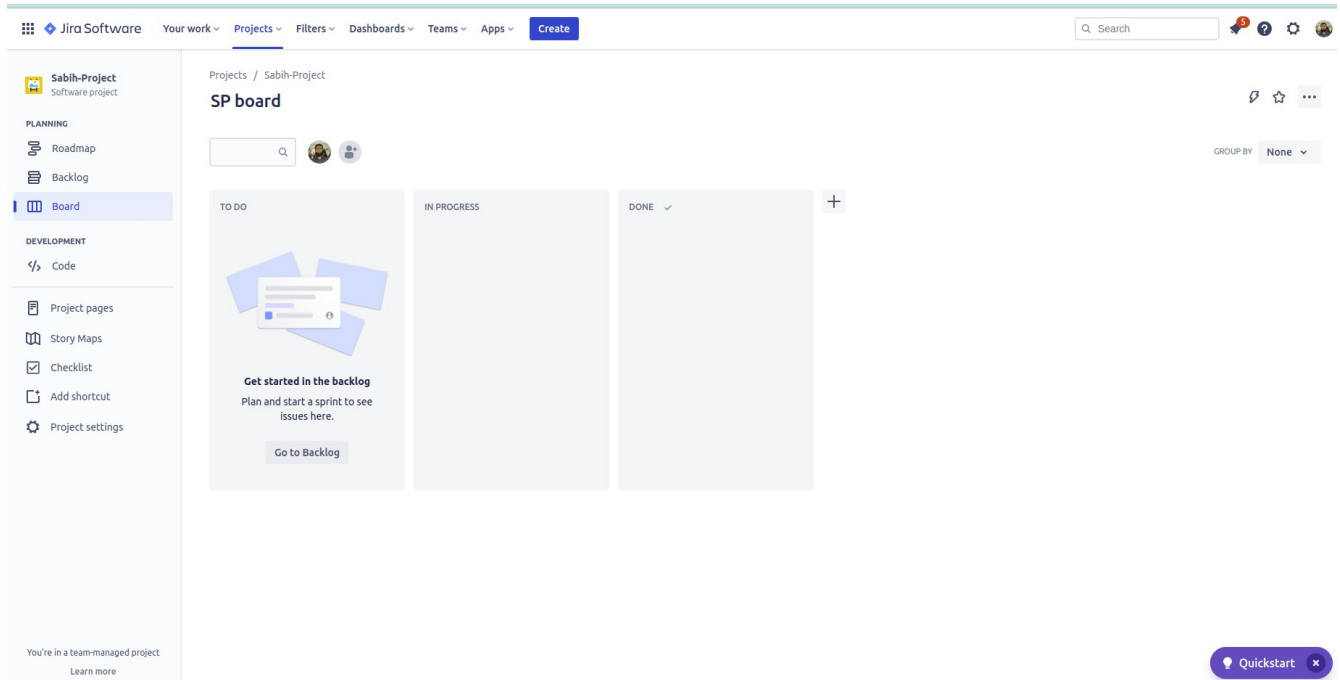 Jira Software Your work Projects Filters Dashboards Teams Apps Create Search 5
Sabih-Project
Software project
PLANNING
Roadmap
Backlog
Board
DEVELOPMENT
Code
Project pages
Story Maps
Checklist
Add shortcut
Project settings
You're in a team-managed project
Learn more
Projects / Sabih-Project
SP board
GROUP BY None
TO DO IN PROGRESS DONE
Get started in the backlog
Plan and start a sprint to see
issues here.
Go to Backlog
Quickstart